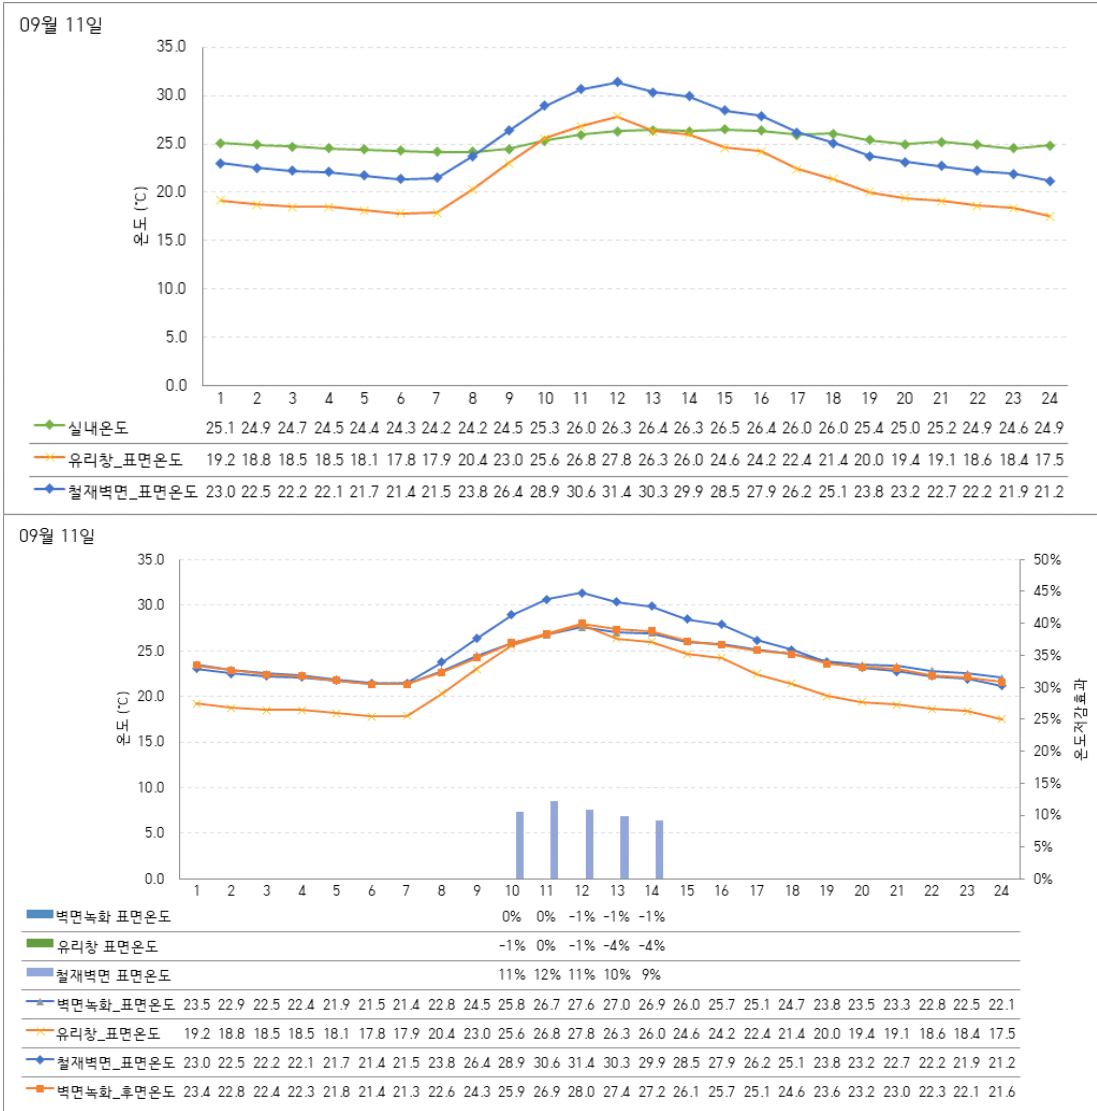 09월 11일
35.0
30.0
25.0
20.0
15.0
10.0
5.0
0.0
온도 (℃)
1 2 3 4 5 6 7 8 9 10 11 12 13 14 15 16 17 18 19 20 21 22 23 24
실내온도 25.1 24.9 24.7 24.5 24.4 24.3 24.2 24.2 24.5 25.3 26.0 26.3 26.4 26.3 26.5 26.4 26.0 26.0 25.4 25.0 25.2 24.9 24.6 24.9
유리창_표면온도 19.2 18.8 18.5 18.5 18.1 17.8 17.9 20.4 23.0 25.6 26.8 27.8 26.3 26.0 24.6 24.2 22.4 21.4 20.0 19.4 19.1 18.6 18.4 17.5
철재벽면_표면온도 23.0 22.5 22.2 22.1 21.7 21.4 21.5 23.8 26.4 28.9 30.6 31.4 30.3 29.9 28.5 27.9 26.2 25.1 23.8 23.2 22.7 22.2 21.9 21.2
09월 11일
35.0
30.0
25.0
20.0
15.0
10.0
5.0
0.0
온도 (℃)
50%
45%
40%
35%
30%
25%
20%
15%
10%
5%
0%
온도저감효과
1 2 3 4 5 6 7 8 9 10 11 12 13 14 15 16 17 18 19 20 21 22 23 24
벽면녹화 표면온도 0% 0% -1% -1% -1%
유리창 표면온도 -1% 0% -1% -4% -4%
철재벽면 표면온도 11% 12% 11% 10% 9%
벽면녹화_표면온도 23.5 22.9 22.5 22.4 21.9 21.5 21.4 22.8 24.5 25.8 26.7 27.6 27.0 26.9 26.0 25.7 25.1 24.7 23.8 23.5 23.3 22.8 22.5 22.1
유리창_표면온도 19.2 18.8 18.5 18.5 18.1 17.8 17.9 20.4 23.0 25.6 26.8 27.8 26.3 26.0 24.6 24.2 22.4 21.4 20.0 19.4 19.1 18.6 18.4 17.5
철재벽면_표면온도 23.0 22.5 22.2 22.1 21.7 21.4 21.5 23.8 26.4 28.9 30.6 31.4 30.3 29.9 28.5 27.9 26.2 25.1 23.8 23.2 22.7 22.2 21.9 21.2
벽면녹화_후면온도 23.4 22.8 22.4 22.3 21.8 21.4 21.3 22.6 24.3 25.9 26.9 28.0 27.4 27.2 26.1 25.7 25.1 24.6 23.6 23.2 23.0 22.3 22.1 21.6